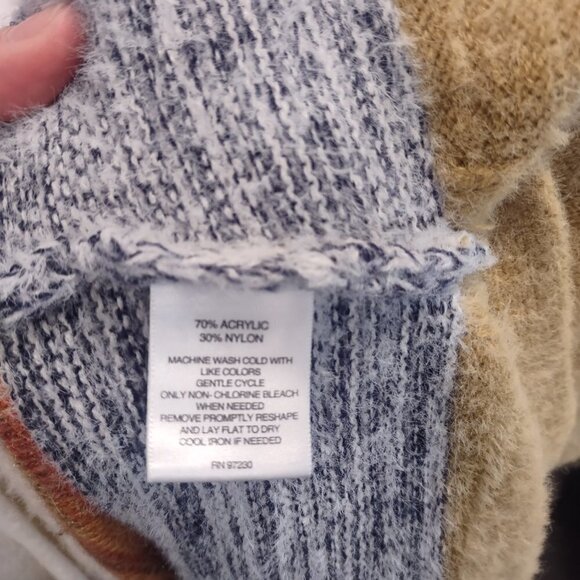 70% ACRYLIC
30% NYLON
MACHINE WASH COLD WITH
LIKE COLORS
GENTLE CYCLE
ONLY NON- CHLORINE BLEACH
WHEN NEEDED
REMOVE PROMPTLY RESHAPE
AND LAY FLAT TO DRY
COOL IRON IF NEEDED
RN 97230